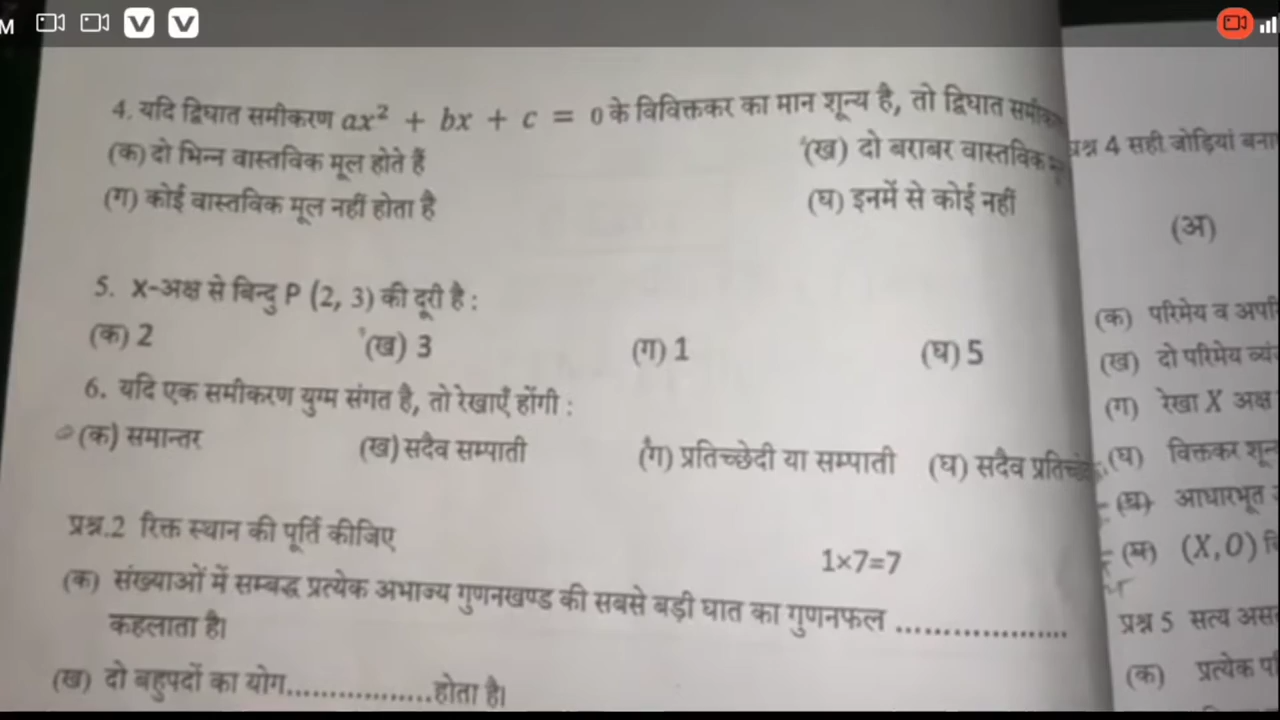 M
4. यदि द्विघात समीकरण ax² + bx + c = 0 के विविक्तकर का मान शून्य है, तो द्विघात
(क) दो भिन्न वास्तविक मूल होते हैं (ख) दो बराबर वास्तविक
(ग) कोई वास्तविक मूल नहीं होता है (घ) इनमें से कोई नहीं
5. X-अक्ष से बिन्दु P (2, 3) की दूरी है :
(क) 2 (ख) 3 (ग) 1 (घ) 5
6. यदि एक समीकरण युग्म संगत है, तो रेखाएँ होंगी :
(क) समान्तर (ख) सदैव सम्पाती (ग) प्रतिच्छेदी या सम्पाती (घ) सदैव
प्रश्न.2 रिक्त स्थान की पूर्ति कीजिए 1×7=7
(क) संख्याओं में सम्बद्ध प्रत्येक अभाज्य गुणनखण्ड की सबसे बड़ी घात का गुणनफल ..................
कहलाता है।
(ख) दो बहुपदों का योग.................होता है।
प्रश्न 4 सही जोड़ियां
(अ)
(क) परिमेय व
(ख) दो परिमेय
(ग) रेखा X अक्ष
(घ) विक्तकर
(घ) आधारभूत
(X,O)
प्रश्न 5 सत्य
(क) प्रत्येक